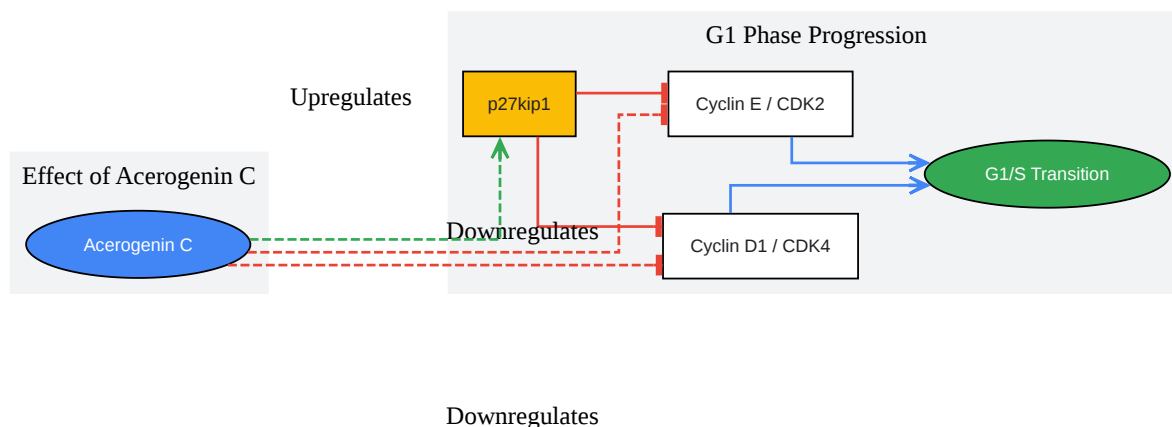 G1 Phase Progression
Upregulates
p27kip1
Cyclin E / CDK2
Effect of Acerogenin C
G1/S Transition
Acerogenin C
Downregulates
Cyclin D1 / CDK4
Downregulates